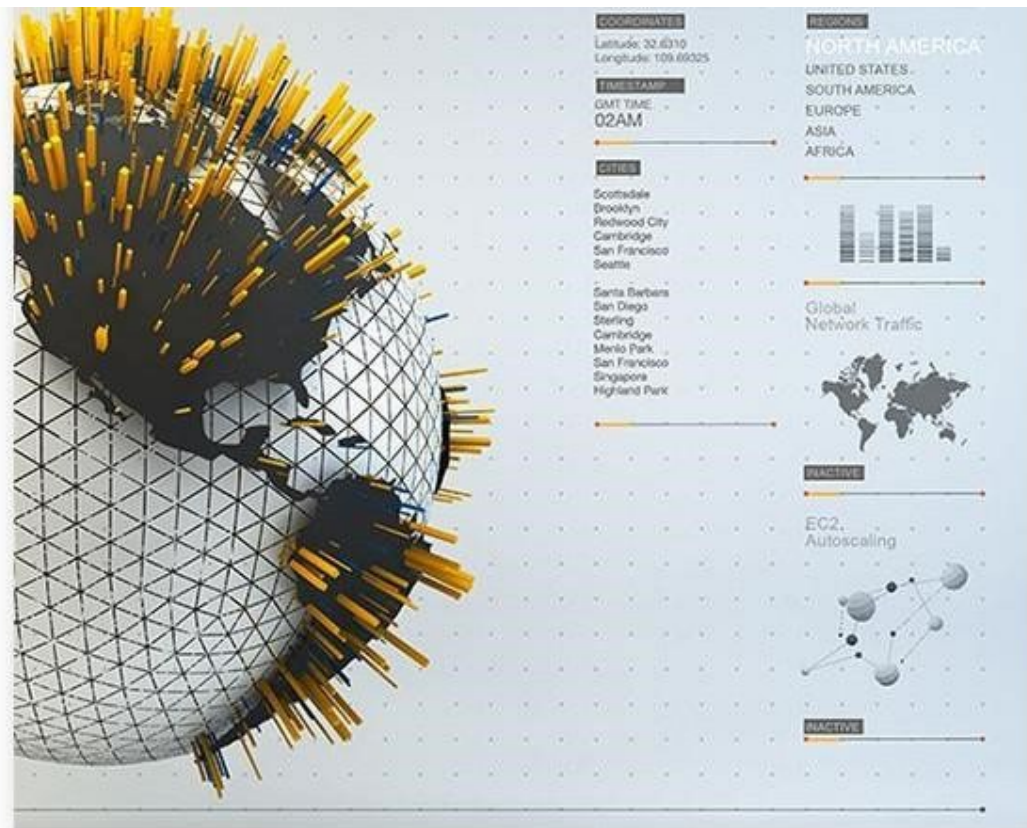 COORDINATES
Latitude: 32.6310
Longitude: 109.69325
TIMESTAMP
GMT TIME
02AM
CITIES
Scottsdale
Brooklyn
Redwood City
Cambridge
San Francisco
Seattle
Santa Barbara
San Diego
Sterling
Cambridge
Menlo Park
San Francisco
Singapore
Highland Park
REGIONS
NORTH AMERICA
UNITED STATES
SOUTH AMERICA
EUROPE
ASIA
AFRICA
Global
Network Traffic
INACTIVE
EC2
Autoscaling
INACTIVE